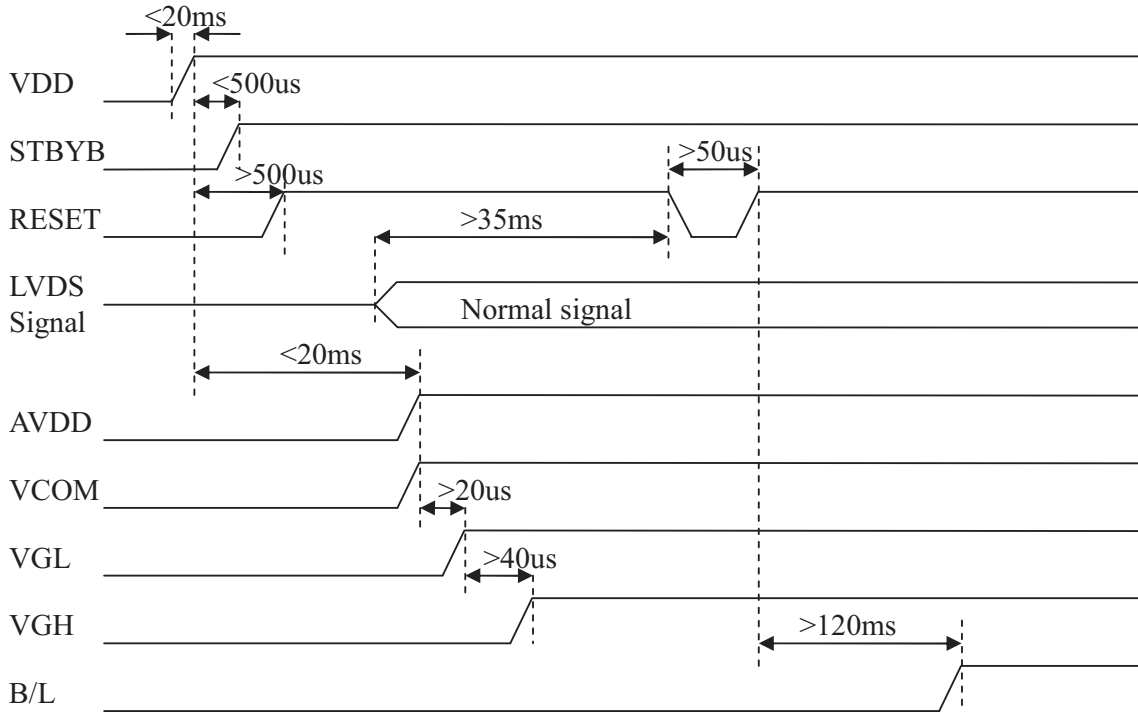 <20ms
VDD
<500us
STBYB
>50us
>500us
RESET
>35ms
LVDS
Signal
Normal signal
<20ms
AVDD
VCOM
>20us
VGL
>40us
VGH
>120ms
B/L